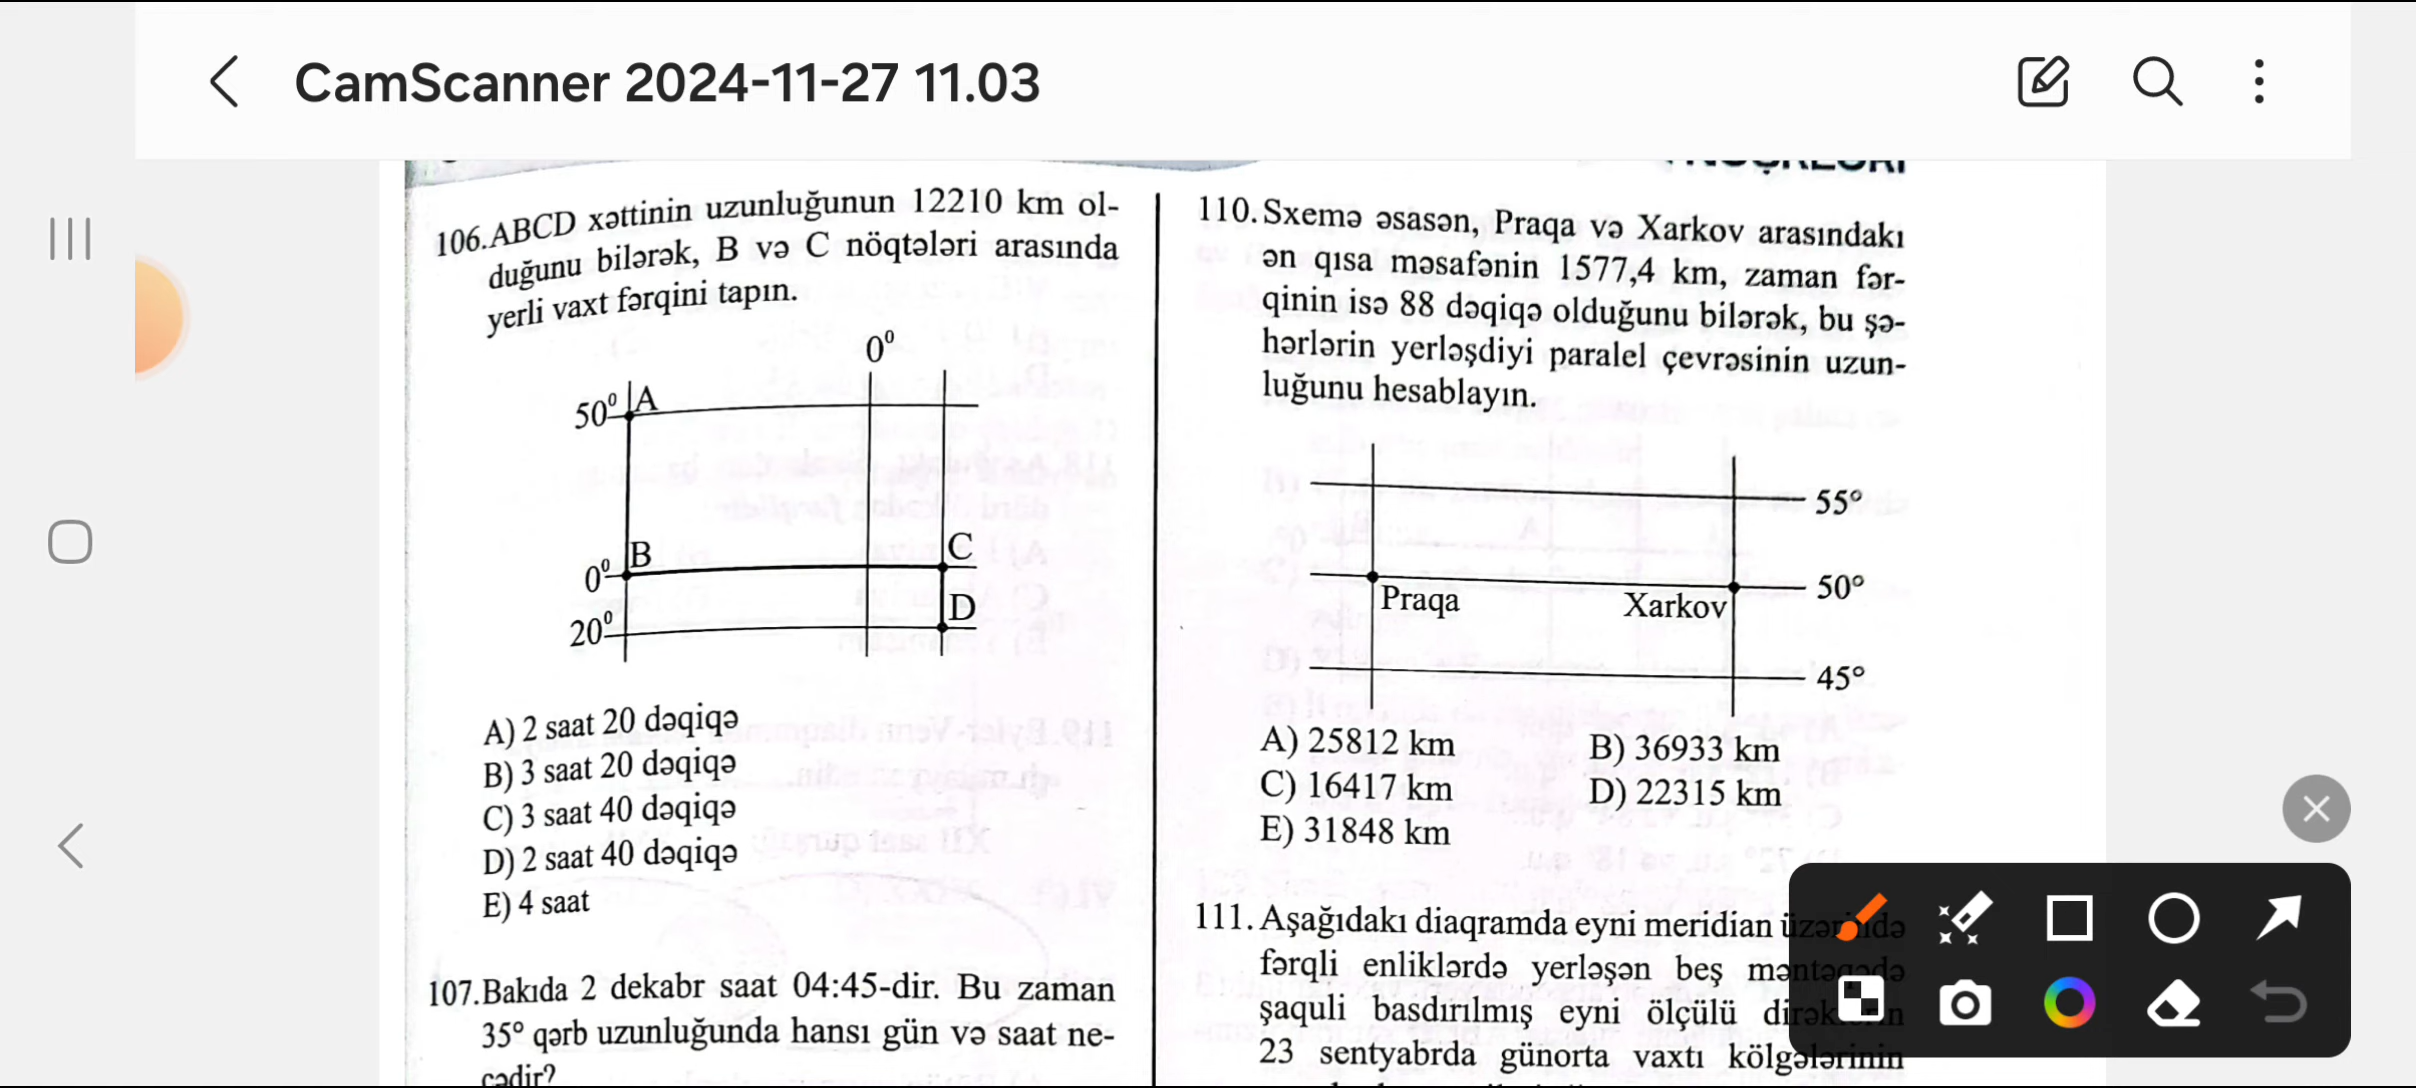 CamScanner 2024-11-27 11.03
106.ABCD xəttinin uzunluğunun 12210 km ol-
duğunu bilərək, B və C nöqtələri arasında
yerli vaxt fərqini tapın.
0⁰
50⁰ A
B
C
0⁰
D
20⁰
A) 2 saat 20 dəqiqə
B) 3 saat 20 dəqiqə
C) 3 saat 40 dəqiqə
D) 2 saat 40 dəqiqə
E) 4 saat
107.Bakıda 2 dekabr saat 04:45-dir. Bu zaman
35° qərb uzunluğunda hansı gün və saat ne-
cədir?
110.Sxemə əsasən, Praqa və Xarkov arasındakı
ən qısa məsafənin 1577,4 km, zaman fər-
qinin isə 88 dəqiqə olduğunu bilərək, bu şə-
hərlərin yerləşdiyi paralel çevrəsinin uzun-
luğunu hesablayın.
55°
50°
Praqa Xarkov
45°
A) 25812 km B) 36933 km
C) 16417 km D) 22315 km
E) 31848 km
111. Aşağıdakı diaqramda eyni meridian üzərində
fərqli enliklərdə yerləşən beş məntəqədə
şaquli basdırılmış eyni ölçülü dirəklərin
23 sentyabrda günorta vaxtı kölgələrinin